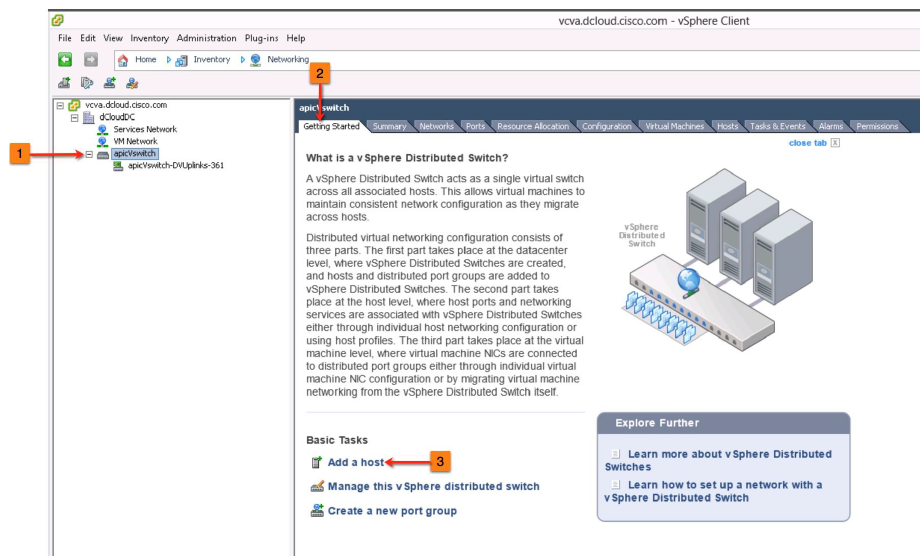 vcva.dcloud.cisco.com - vSphere Client
File Edit View Inventory Administration Plug-ins Help
Home Inventory Networking
2
vcva.dcloud.cisco.com
dCloudDC
Services Network
VM Network
1
apicVswitch
apicVswitch-DVUplinks-361
apicVswitch
Getting Started Summary Networks Ports Resource Allocation Configuration Virtual Machines Hosts Tasks & Events Alarms Permissions
close tab X
What is a vSphere Distributed Switch?
A vSphere Distributed Switch acts as a single virtual switch
across all associated hosts. This allows virtual machines to
maintain consistent network configuration as they migrate
across hosts.
Distributed virtual networking configuration consists of
three parts. The first part takes place at the datacenter
level, where vSphere Distributed Switches are created,
and hosts and distributed port groups are added to
vSphere Distributed Switches. The second part takes
place at the host level, where host ports and networking
services are associated with vSphere Distributed Switches
either through individual host networking configuration or
using host profiles. The third part takes place at the virtual
machine level, where virtual machine NICs are connected
to distributed port groups either through individual virtual
machine NIC configuration or by migrating virtual machine
networking from the vSphere Distributed Switch itself.
vSphere
Distributed
Switch
Basic Tasks
Add a host
3
Manage this vSphere distributed switch
Create a new port group
Explore Further
Learn more about vSphere Distributed
Switches
Learn how to set up a network with a
vSphere Distributed Switch